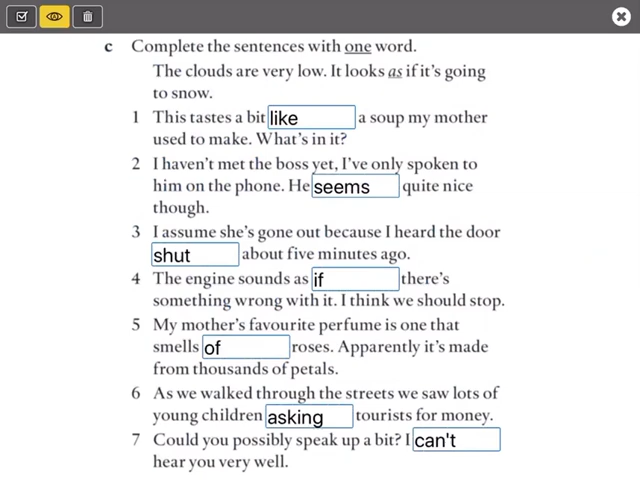 c Complete the sentences with one word.
The clouds are very low. It looks as if it's going
to snow.
1 This tastes a bit like a soup my mother
used to make. What's in it?
2 I haven't met the boss yet, I've only spoken to
him on the phone. He seems quite nice
though.
3 I assume she's gone out because I heard the door
shut about five minutes ago.
4 The engine sounds as if there's
something wrong with it. I think we should stop.
5 My mother's favourite perfume is one that
smells of roses. Apparently it's made
from thousands of petals.
6 As we walked through the streets we saw lots of
young children asking tourists for money.
7 Could you possibly speak up a bit? I can't
hear you very well.